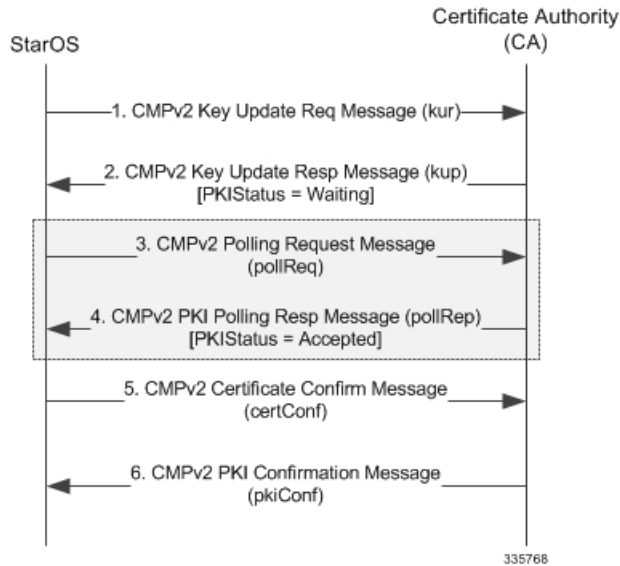 Certificate Authority
(CA)
StarOS
1. CMPv2 Key Update Req Message (kur)
2. CMPv2 Key Update Resp Message (kup)
[PKIStatus = Waiting]
3. CMPv2 Polling Request Message
(pollReq)
4. CMPv2 PKI Polling Resp Message (pollRep)
[PKIStatus = Accepted]
5. CMPv2 Certificate Confirm Message
(certConf)
6. CMPv2 PKI Confirmation Message
(pkiConf)
335768